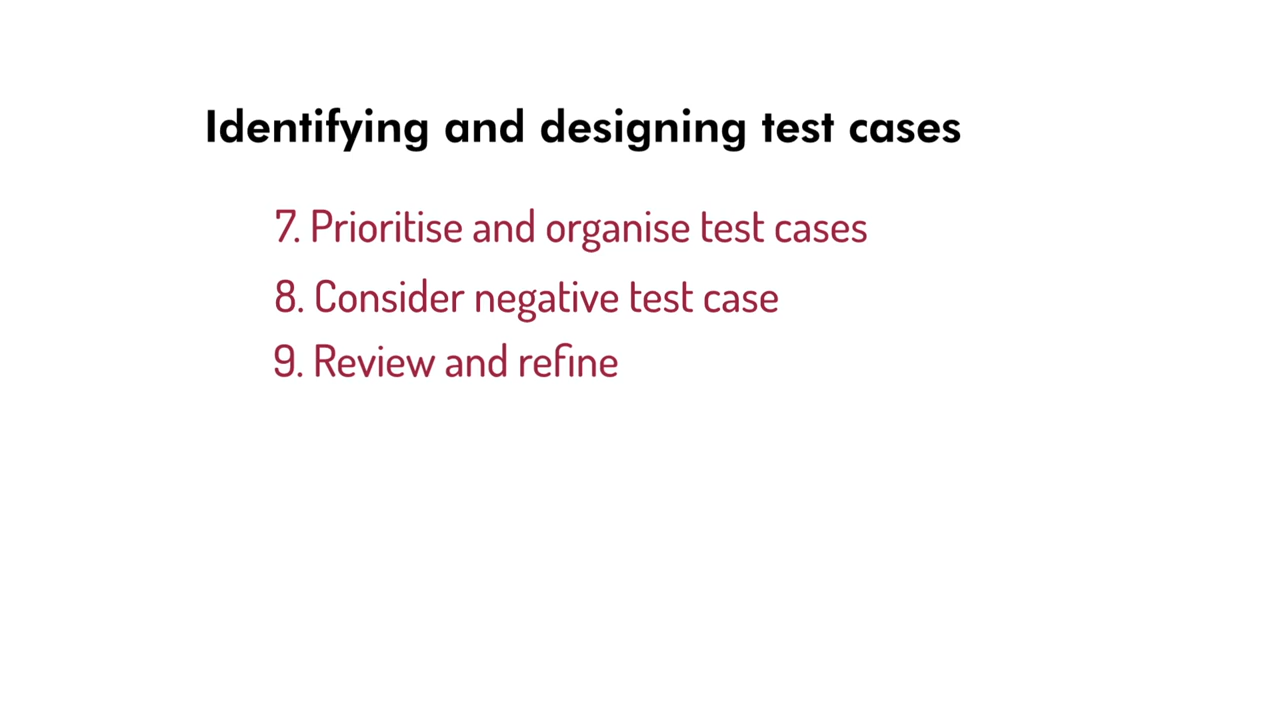 Identifying and designing test cases
7. Prioritise and organise test cases
8. Consider negative test case
9. Review and refine